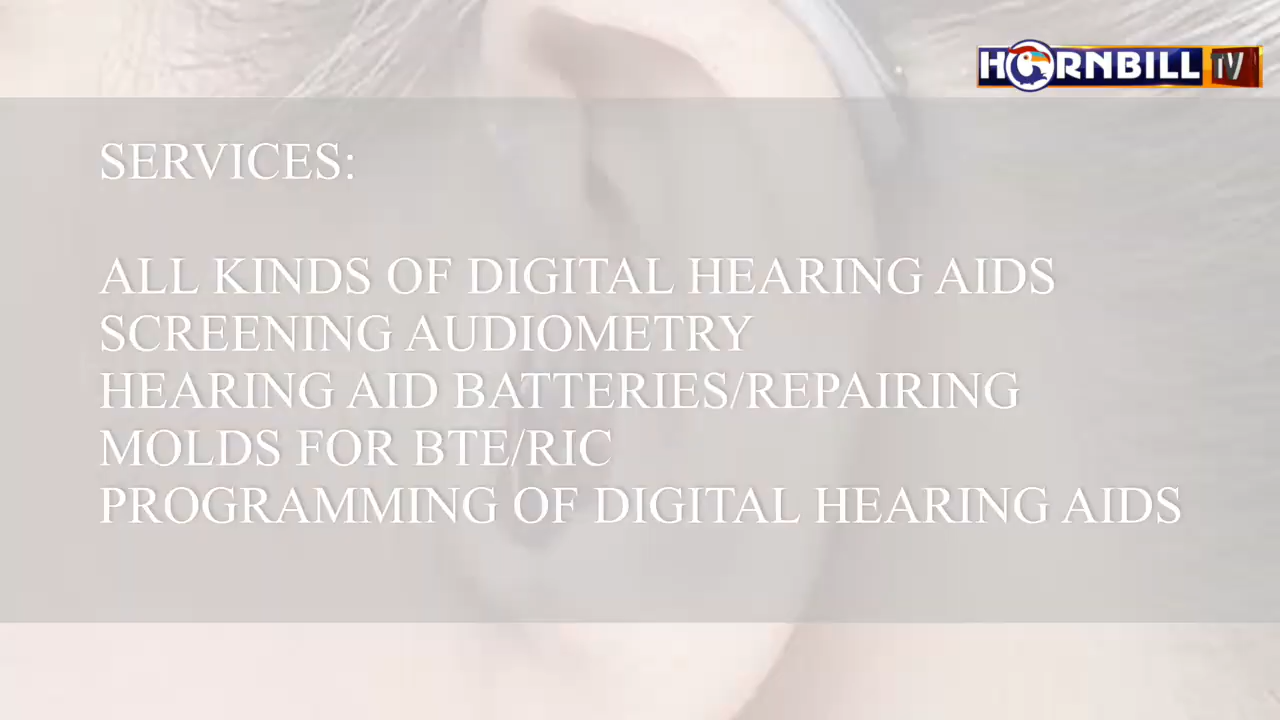 HORNBILL TV
SERVICES:
ALL KINDS OF DIGITAL HEARING AIDS
SCREENING AUDIOMETRY
HEARING AID BATTERIES/REPAIRING
MOLDS FOR BTE/RIC
PROGRAMMING OF DIGITAL HEARING AIDS